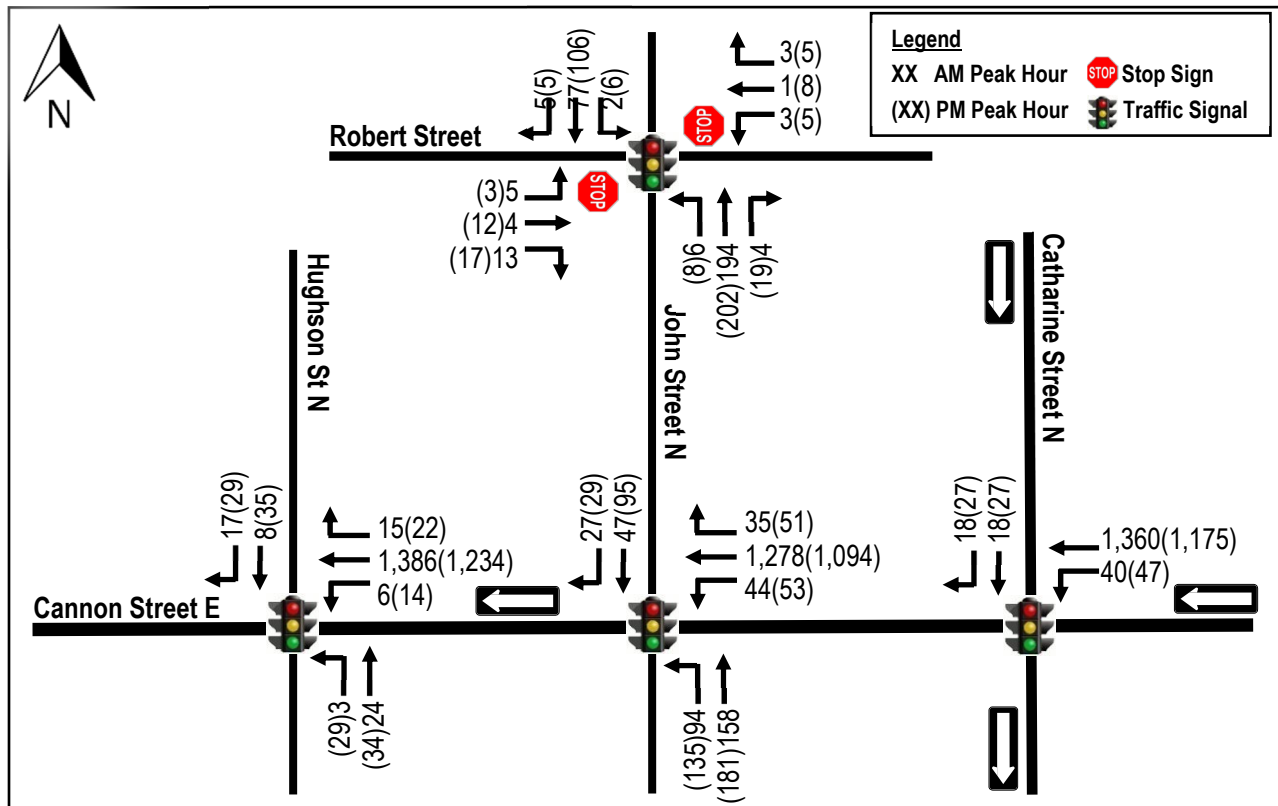 N
Legend
XX AM Peak Hour STOP Stop Sign
(XX) PM Peak Hour Traffic Signal
5(5)
77(106)
2(6)
3(5)
1(8)
3(5)
STOP
Robert Street
(3)5
(12)4
(17)13
STOP
(8)6
(202)194
(19)4
Hughson St N
John Street N
Catharine Street N
17(29)
8(35)
15(22)
1,386(1,234)
6(14)
27(29)
47(95)
35(51)
1,278(1,094)
44(53)
18(27)
18(27)
1,360(1,175)
40(47)
Cannon Street E
(29)3
(34)24
(135)94
(181)158